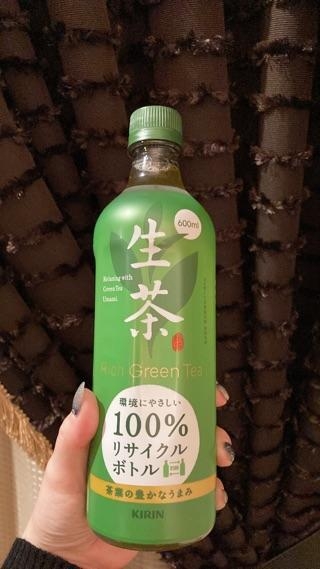 600ml
生茶
Relaxing with
Green Tea
Umami
Rich Green Tea
環境にやさしい
100%
リサイクル
ボトル
茶葉の豊かなうまみ
KIRIN